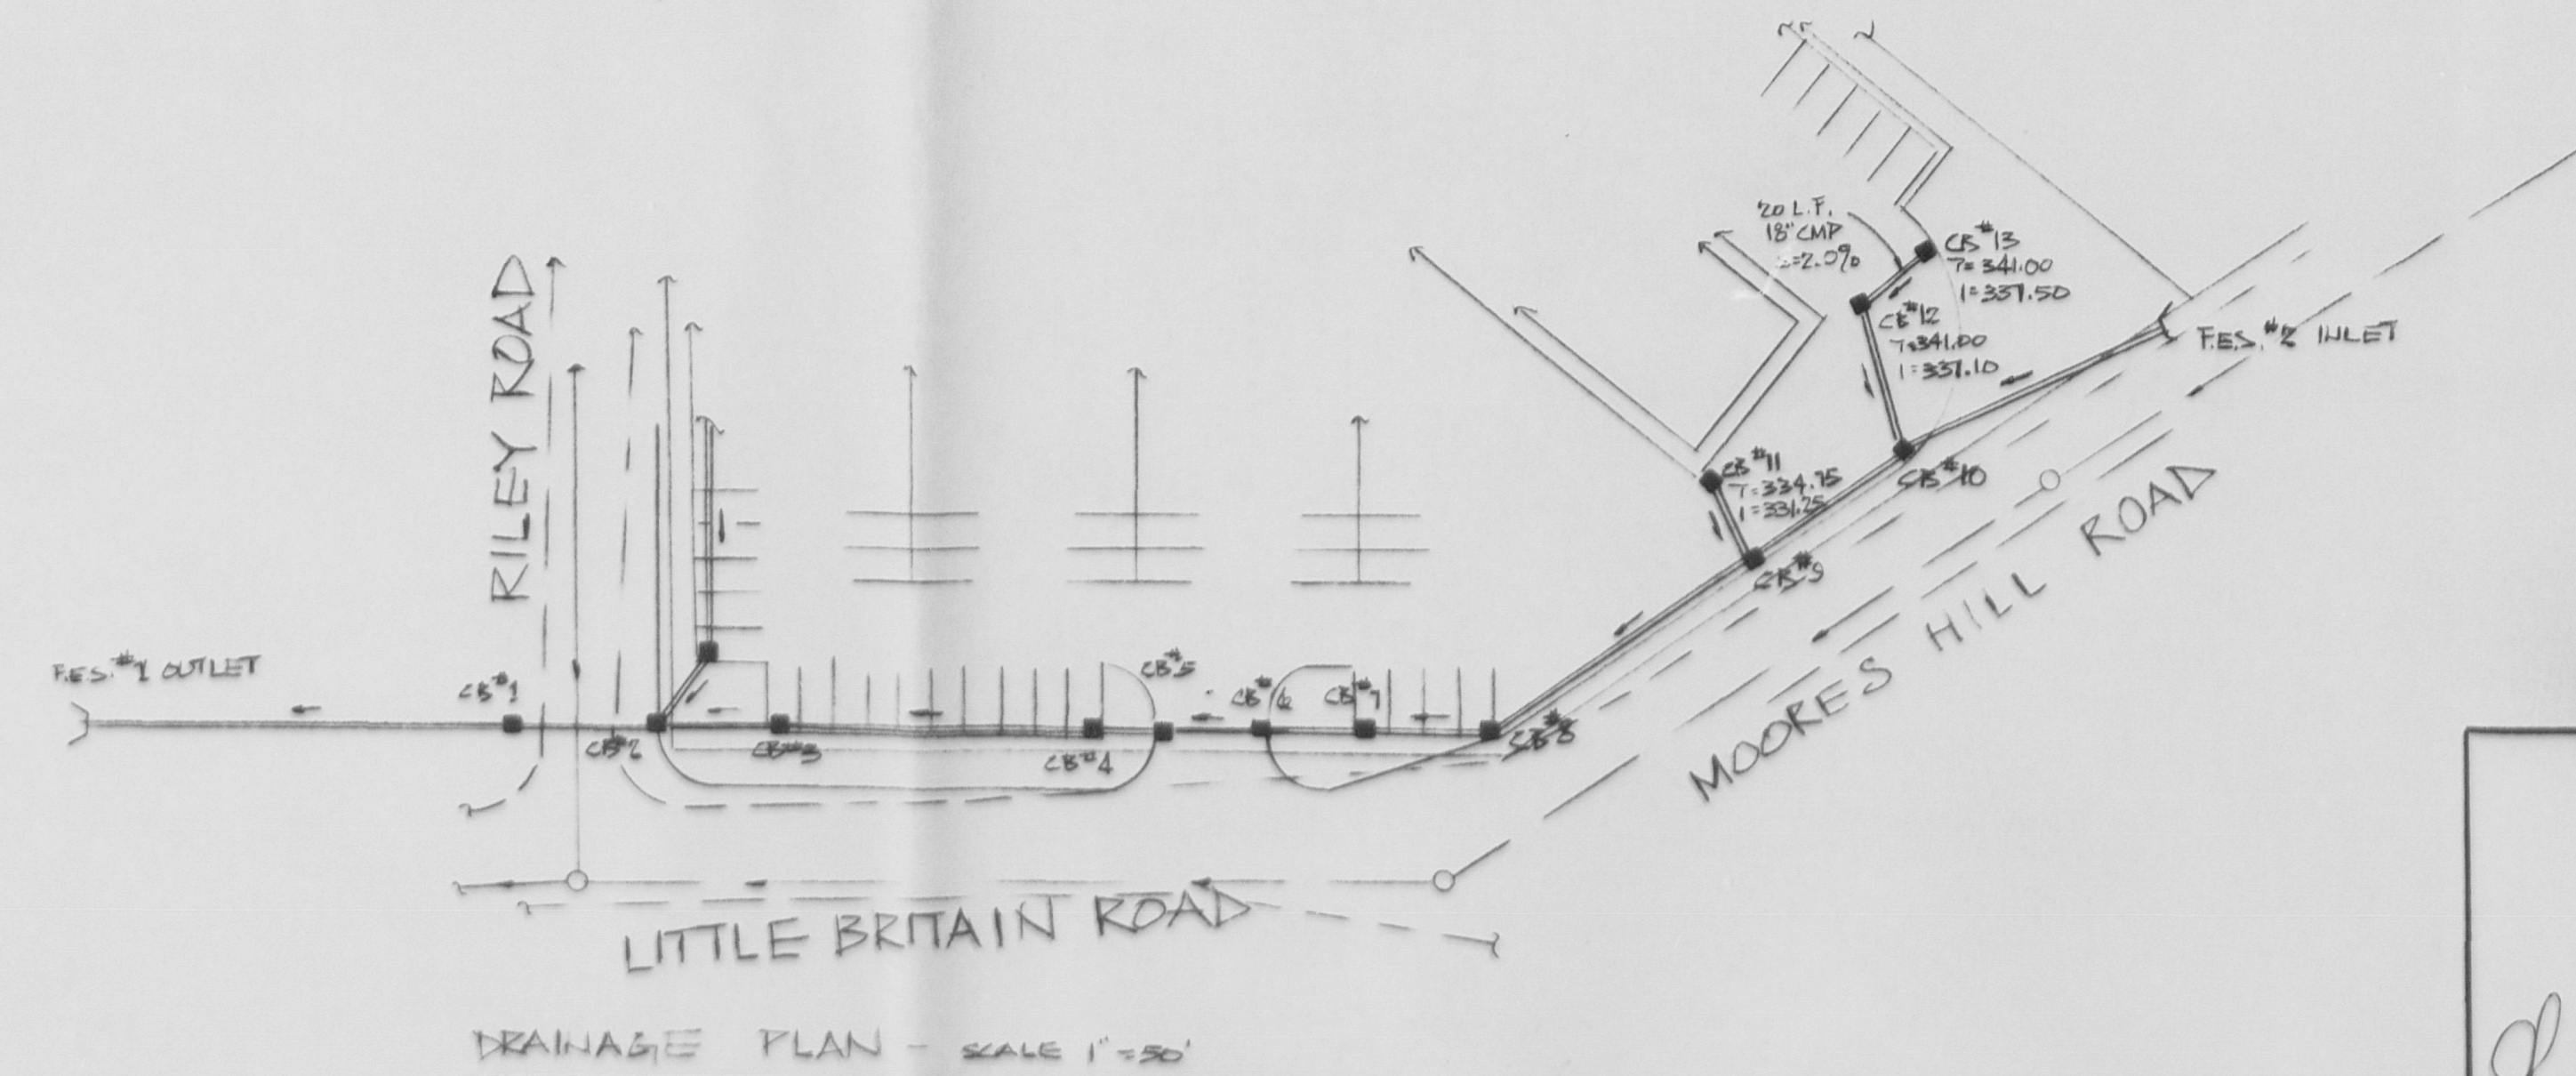 RILEY ROAD
F.E.S. #1 OUTLET
CB#1
CB#2
CB#3
CB#4
CB#5
CB#6
CB#7
CB#8
CB#9
CB#10
CB#11
T=334.75
I=331.25
20 L.F.
18" CMP
=2.0%
CB#13
T=341.00
I=337.50
CB#12
T=341.00
I=337.10
F.E.S. #2 INLET
MOORES HILL ROAD
LITTLE BRITAIN ROAD
DRAINAGE PLAN - SCALE 1"=50'